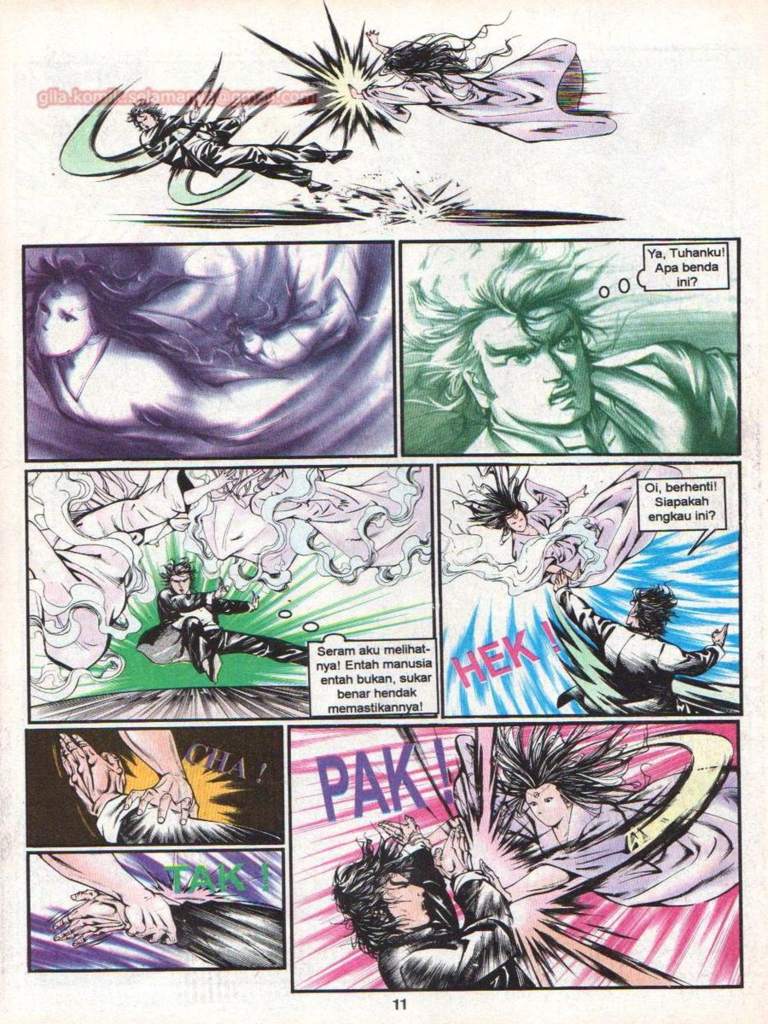 Ya, Tuhanku!
Apa benda
ini?
Seram aku melihat-
nya! Entah manusia
entah bukan, sukar
benar hendak
memastikannya!
Oi, berhenti!
Siapakah
engkau ini?
HEK !
CHA !
TAK !
PAK !
11